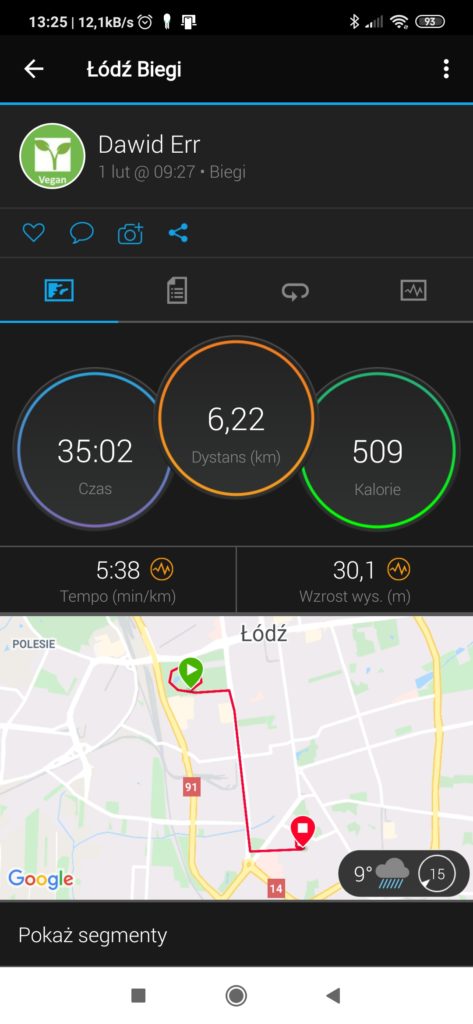 13:25 | 12,1kB/s
93
Łódź Biegi
Vegan
Dawid Err
1 lut @ 09:27 • Biegi
35:02
Czas
6,22
Dystans (km)
509
Kalorie
5:38
Tempo (min/km)
30,1
Wzrost wys. (m)
POLESIE
Łódź
91
14
Google
9°
15
Pokaż segmenty